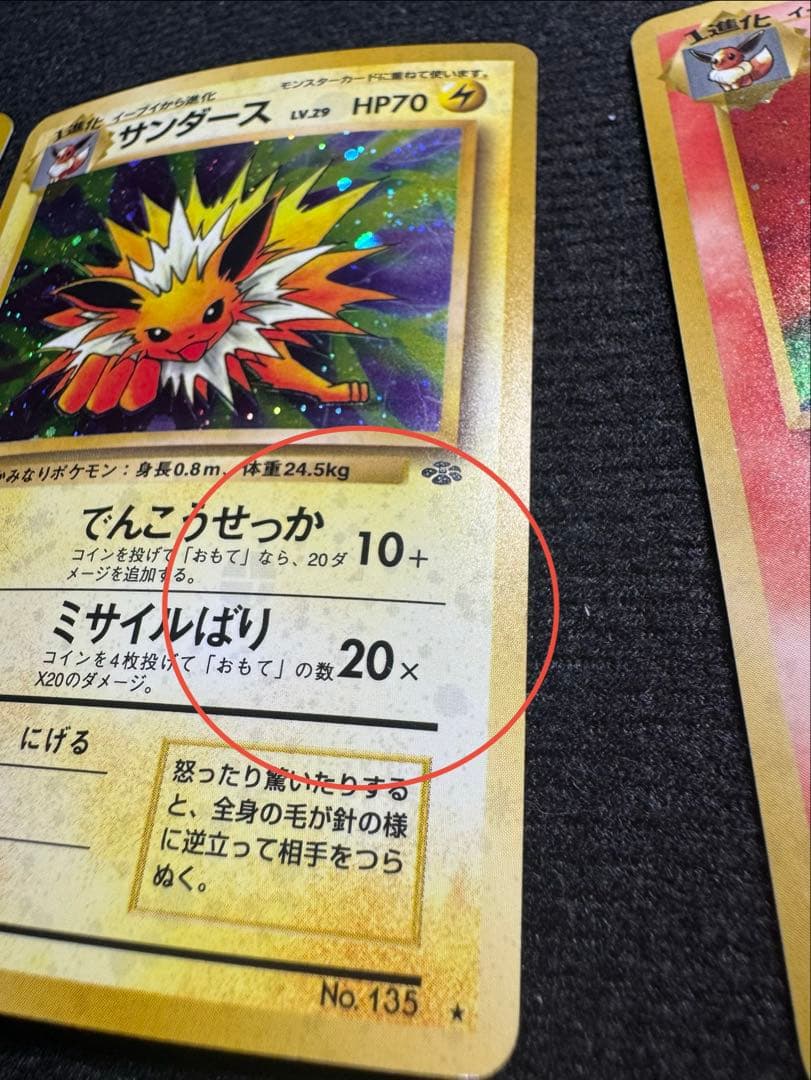 1進化 イーブイから進化
モンスターカードに重ねて使います。
サンダース LV.29 HP70
みなりポケモン：身長0.8m、体重24.5kg
でんこうせっか 10+
コインを投げて「おもて」なら、20ダ
メージを追加する。
ミサイルばり 20×
コインを4枚投げて「おもて」の数
X20のダメージ。
にげる
怒ったり驚いたりする
と、全身の毛が針の様
に逆立って相手をつら
ぬく。
No. 135 ★
1進化 イー